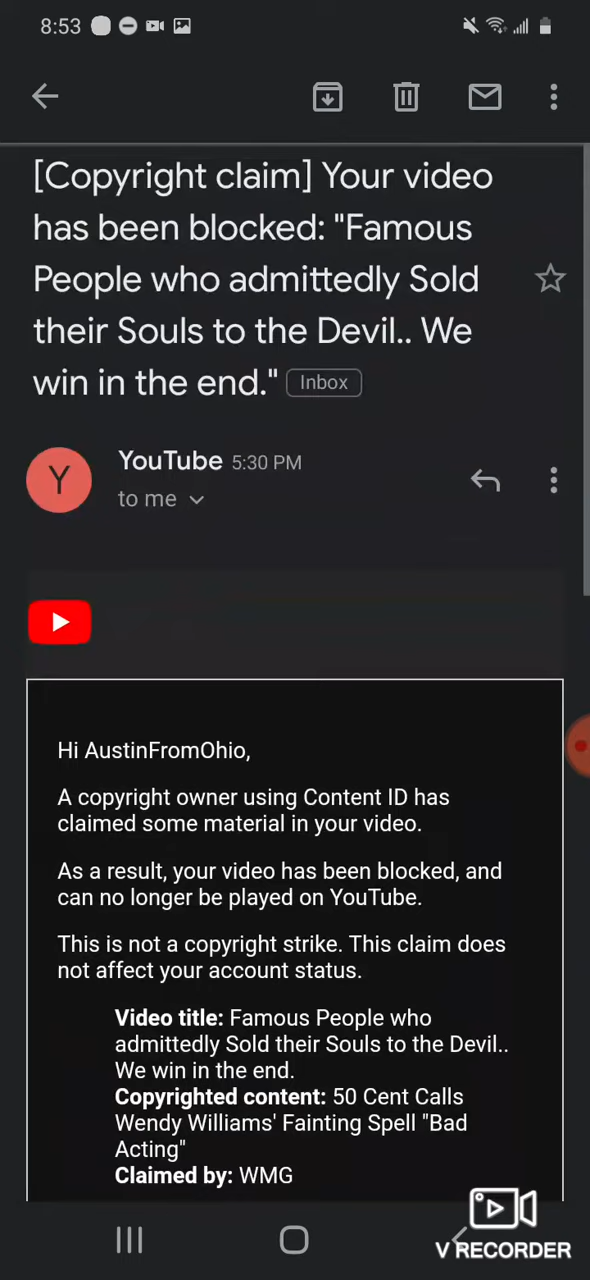 8:53
[Copyright claim] Your video
has been blocked: "Famous
People who admittedly Sold
their Souls to the Devil.. We
win in the end." Inbox
Y
YouTube 5:30 PM
to me
Hi AustinFromOhio,
A copyright owner using Content ID has
claimed some material in your video.
As a result, your video has been blocked, and
can no longer be played on YouTube.
This is not a copyright strike. This claim does
not affect your account status.
Video title: Famous People who
admittedly Sold their Souls to the Devil..
We win in the end.
Copyrighted content: 50 Cent Calls
Wendy Williams' Fainting Spell "Bad
Acting"
Claimed by: WMG
V RECORDER